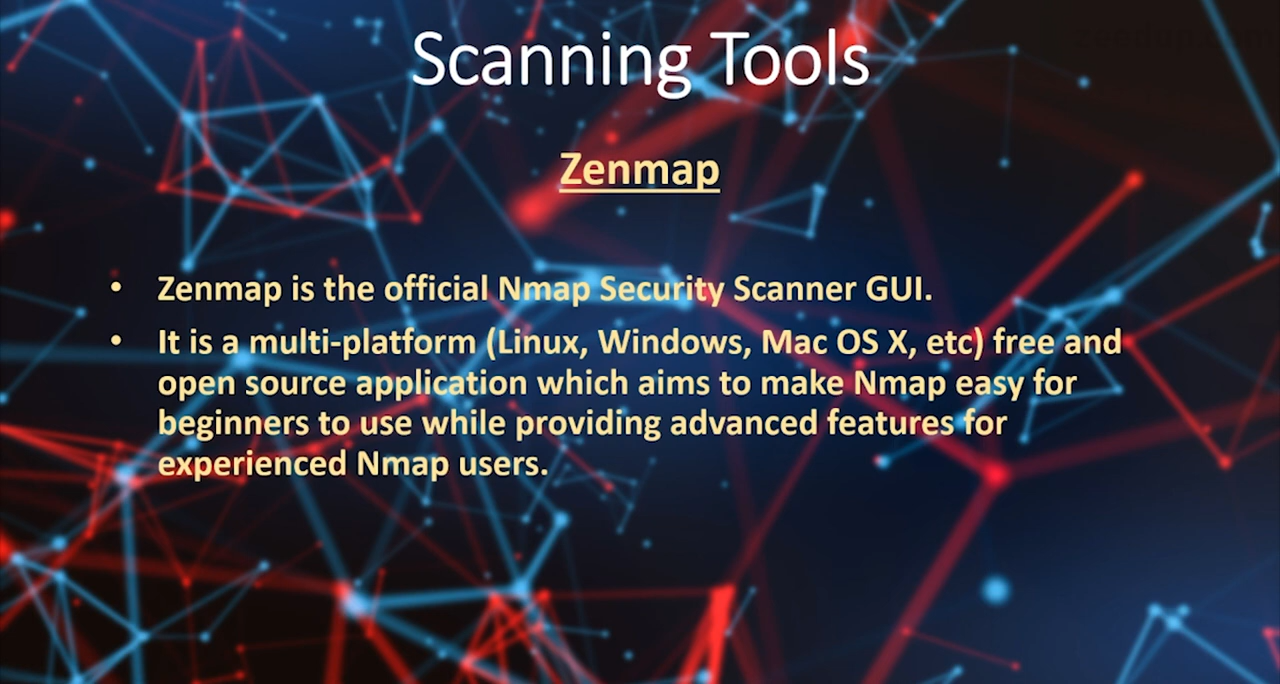 Scanning Tools
Zenmap
• Zenmap is the official Nmap Security Scanner GUI.
• It is a multi-platform (Linux, Windows, Mac OS X, etc) free and
open source application which aims to make Nmap easy for
beginners to use while providing advanced features for
experienced Nmap users.